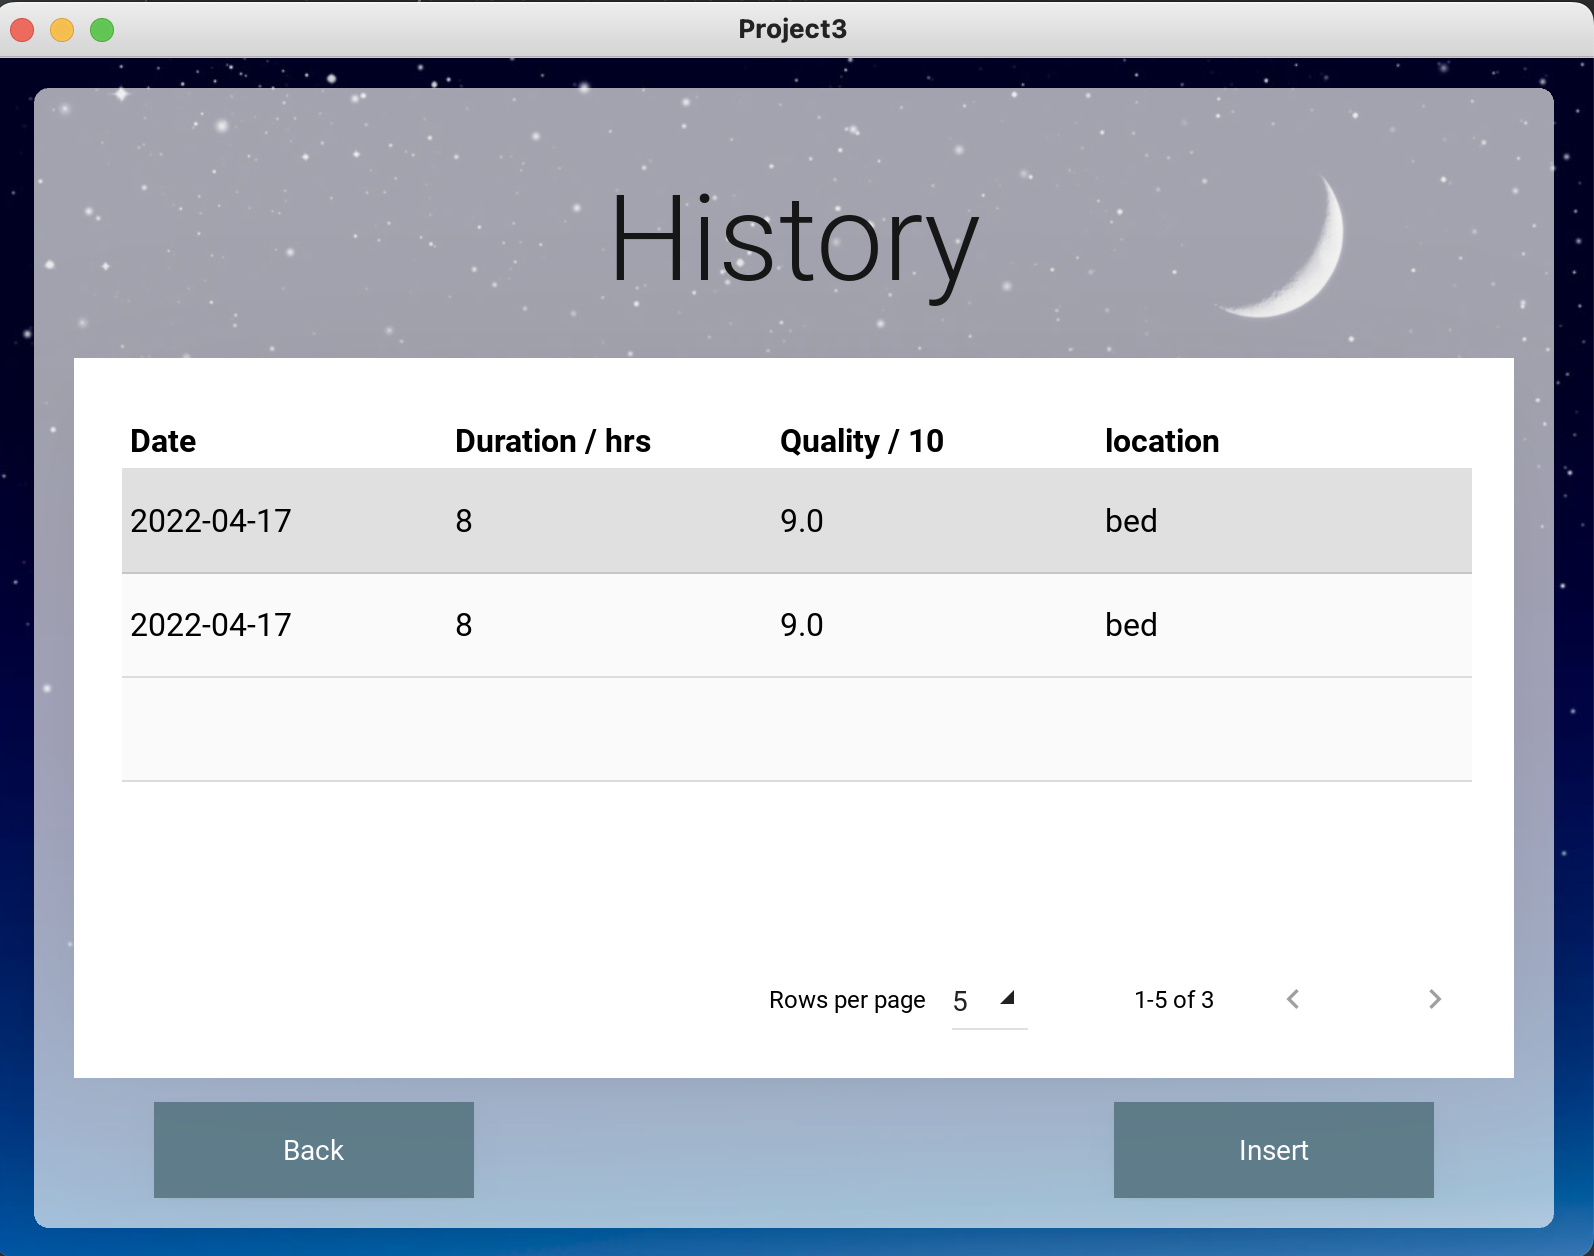 Project3
History
Date Duration / hrs Quality / 10 location
2022-04-17 8 9.0 bed
2022-04-17 8 9.0 bed
Rows per page 5 1-5 of 3
Back Insert